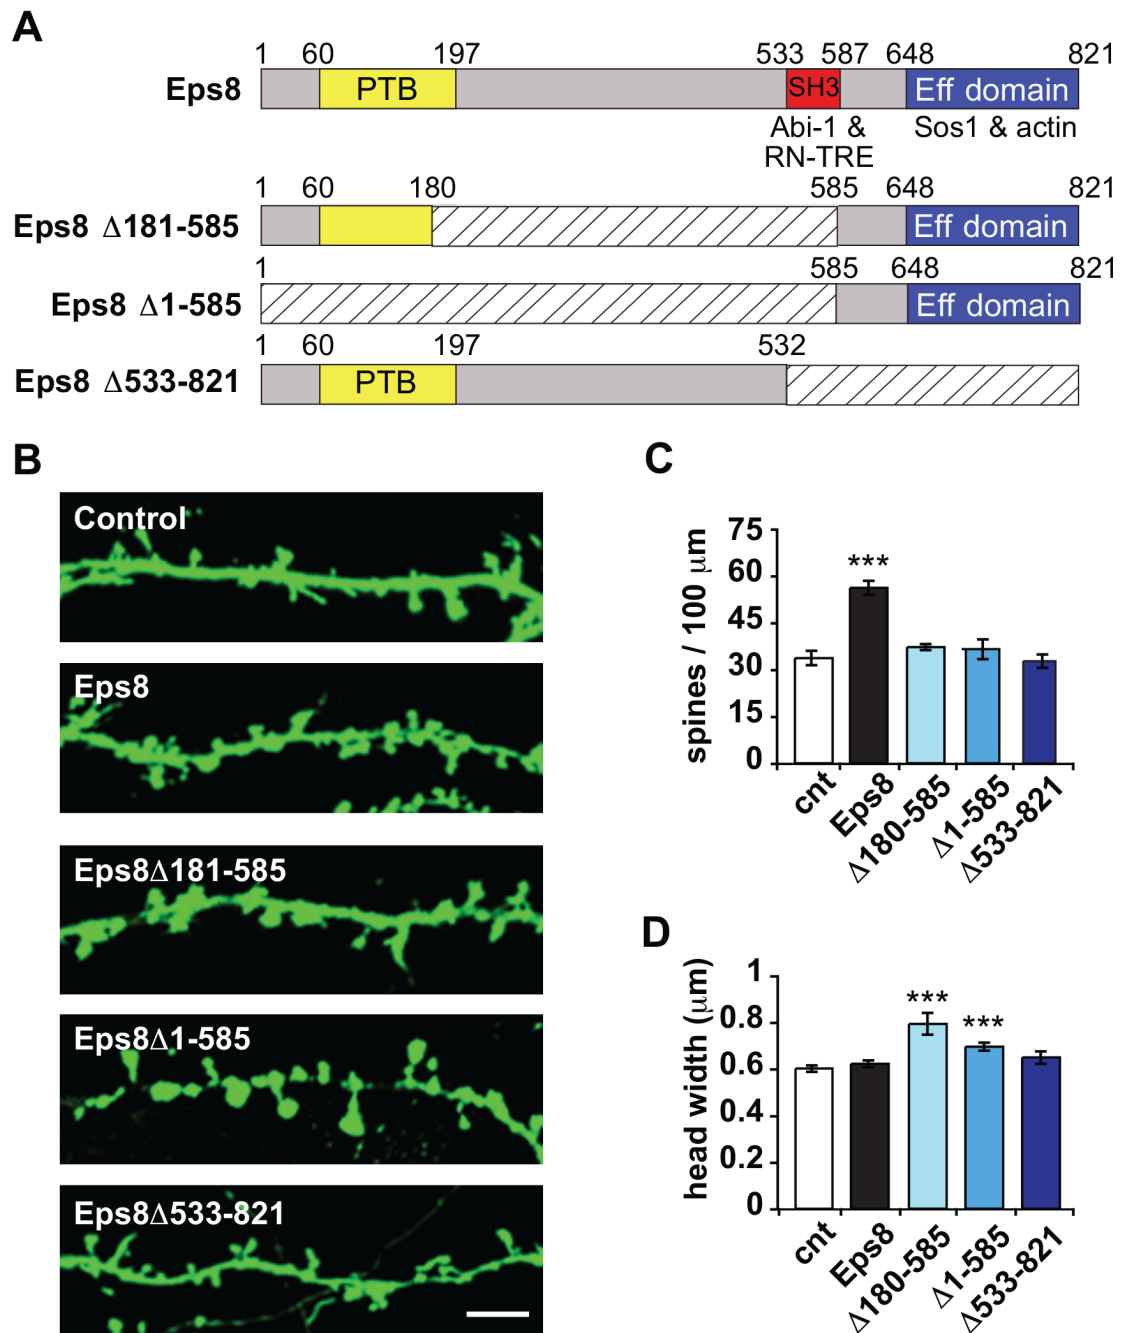 A
1 60 197 533 587 648 821
Eps8 PTB SH3 Eff domain
Abi-1 & Sos1 & actin
RN-TRE
1 60 180 585 648 821
Eps8 Δ181-585 Eff domain
1 585 648 821
Eps8 Δ1-585 Eff domain
1 60 197 532
Eps8 Δ533-821 PTB
B
Control
Eps8
Eps8Δ181-585
Eps8Δ1-585
Eps8Δ533-821
C
spines / 100 μm
75
60
45
30
15
0
***
cnt
Eps8
Δ180-585
Δ1-585
Δ533-821
D
head width (μm)
1
0.8
0.6
0.4
0.2
0
***
***
cnt
Eps8
Δ180-585
Δ1-585
Δ533-821